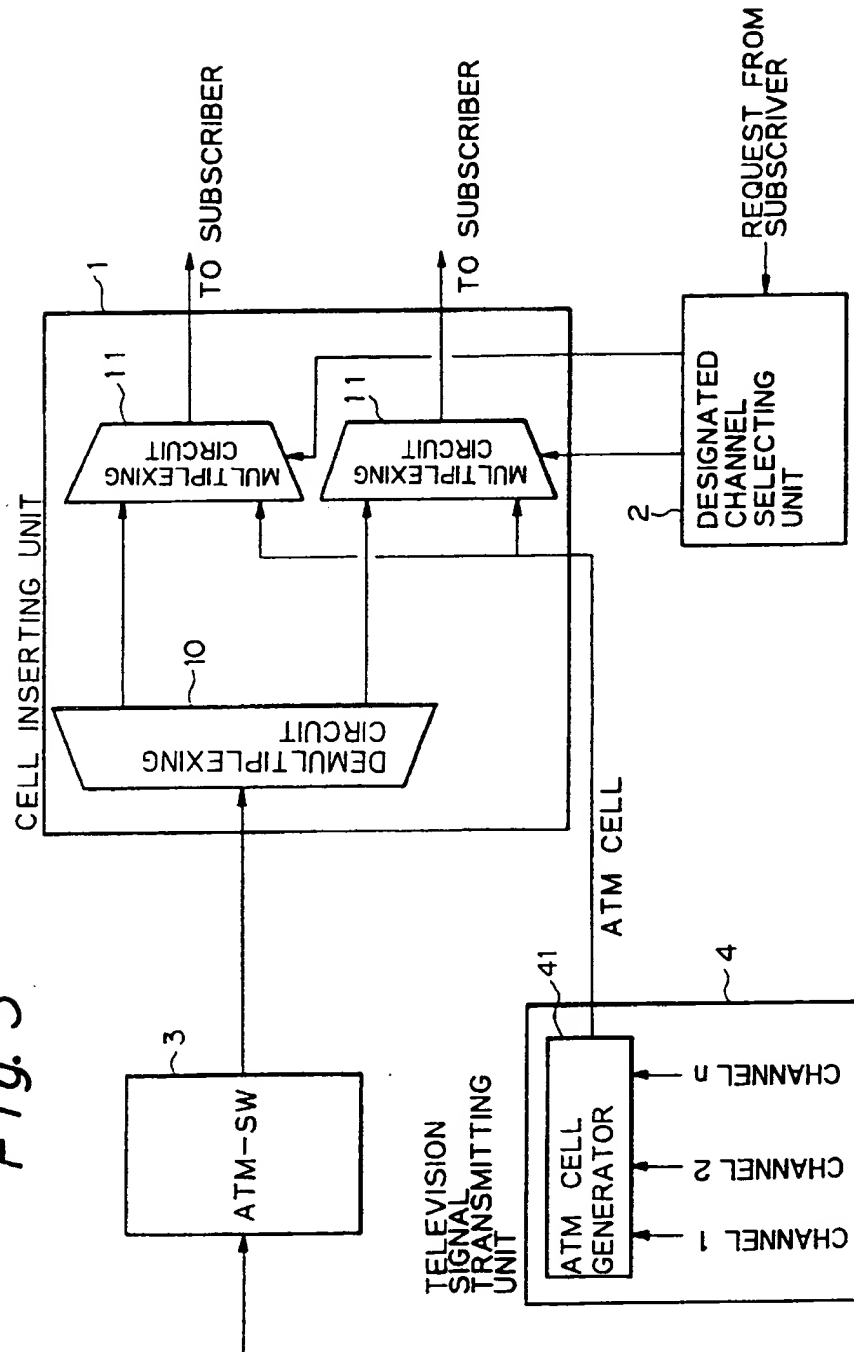 Fig. 3
CELL INSERTING UNIT
1
3
ATM-SW
10
DEMULTIPLEXING
CIRCUIT
11
MULTIPLEXING
CIRCUIT
TO SUBSCRIBER
11
MULTIPLEXING
CIRCUIT
TO SUBSCRIBER
TELEVISION
SIGNAL
TRANSMITTING
UNIT
41
ATM CELL
GENERATOR
4
CHANNEL 1
CHANNEL 2
CHANNEL n
ATM CELL
2
DESIGNATED
CHANNEL
SELECTING
UNIT
REQUEST FROM
SUBSCRIVER